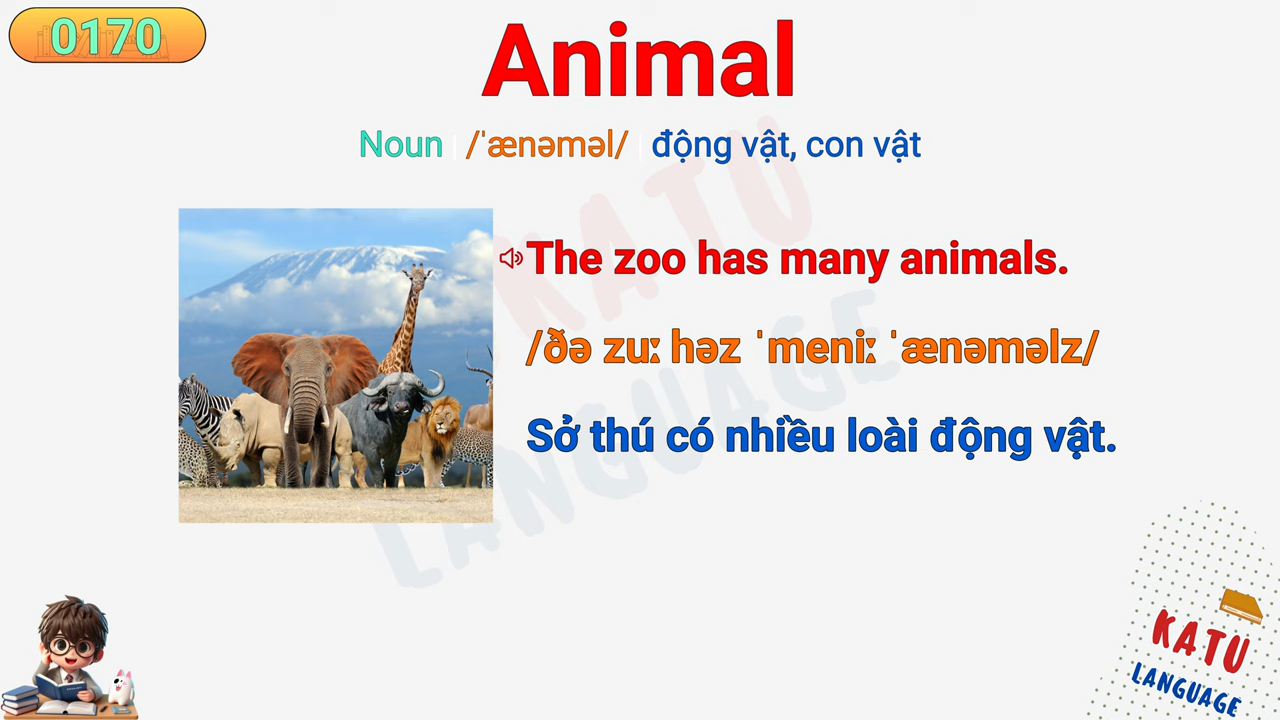 0170
Animal
Noun | /ˈænəməl/ | động vật, con vật
The zoo has many animals.
/ðə zuː həz ˈmeniː ˈænəməlz/
Sở thú có nhiều loài động vật.
KATU
LANGUAGE
KATU
LANGUAGE